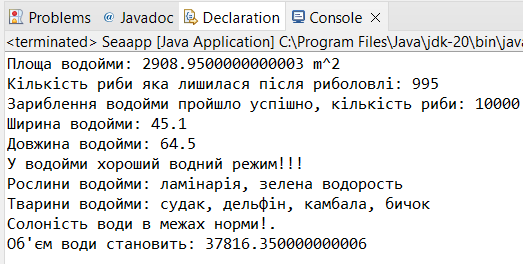 Problems @ Javadoc Declaration Console
<terminated> Seaapp [Java Application] C:\Program Files\Java\jdk-20\bin\java
Площа водойми: 2908.9500000000003 m^2
Кількість риби яка лишилася після риболовлі: 995
Зариблення водойми пройшло успішно, кількість риби: 10000
Ширина водойми: 45.1
Довжина водойми: 64.5
У водойми хороший водний режим!!!
Рослини водойми: ламінарія, зелена водорость
Тварини водойми: судак, дельфін, камбала, бичок
Солоність води в межах норми!.
Об'єм води становить: 37816.350000000006